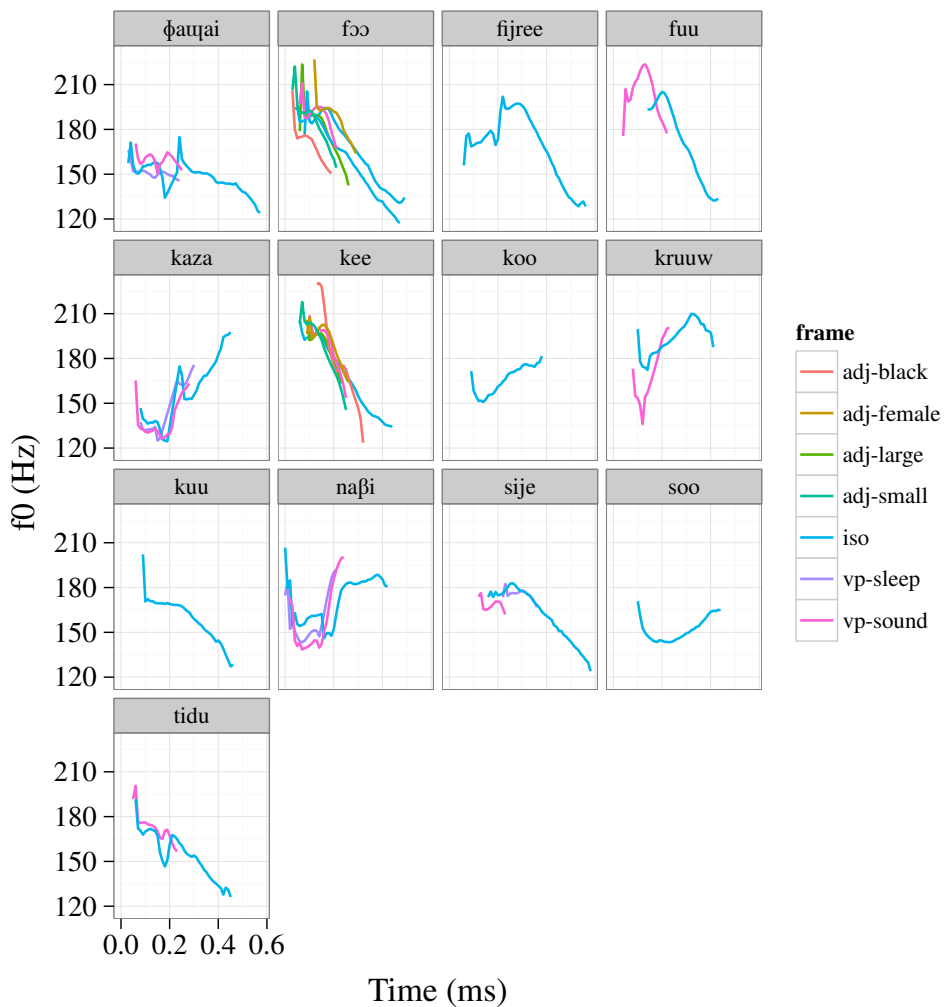 ɸaɰai fɔɔ fijree fuu
210
180
150
120
kaza kee koo kruuw
210
180
150
120
kuu naβi sije soo
210
180
150
120
tidu
210
180
150
120
0.0 0.2 0.4 0.6
Time (ms)
f0 (Hz)
frame
adj-black
adj-female
adj-large
adj-small
iso
vp-sleep
vp-sound